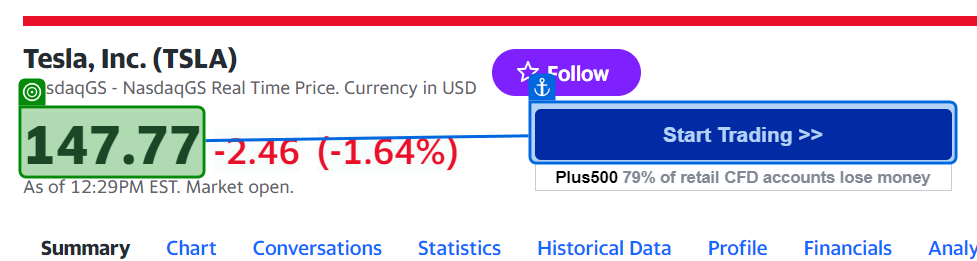 Tesla, Inc. (TSLA)
Follow
sdaqGS - NasdaqGS Real Time Price. Currency in USD
147.77 -2.46 (-1.64%)
Start Trading >>
As of 12:29PM EST. Market open.
Plus500 79% of retail CFD accounts lose money
Summary Chart Conversations Statistics Historical Data Profile Financials Analy